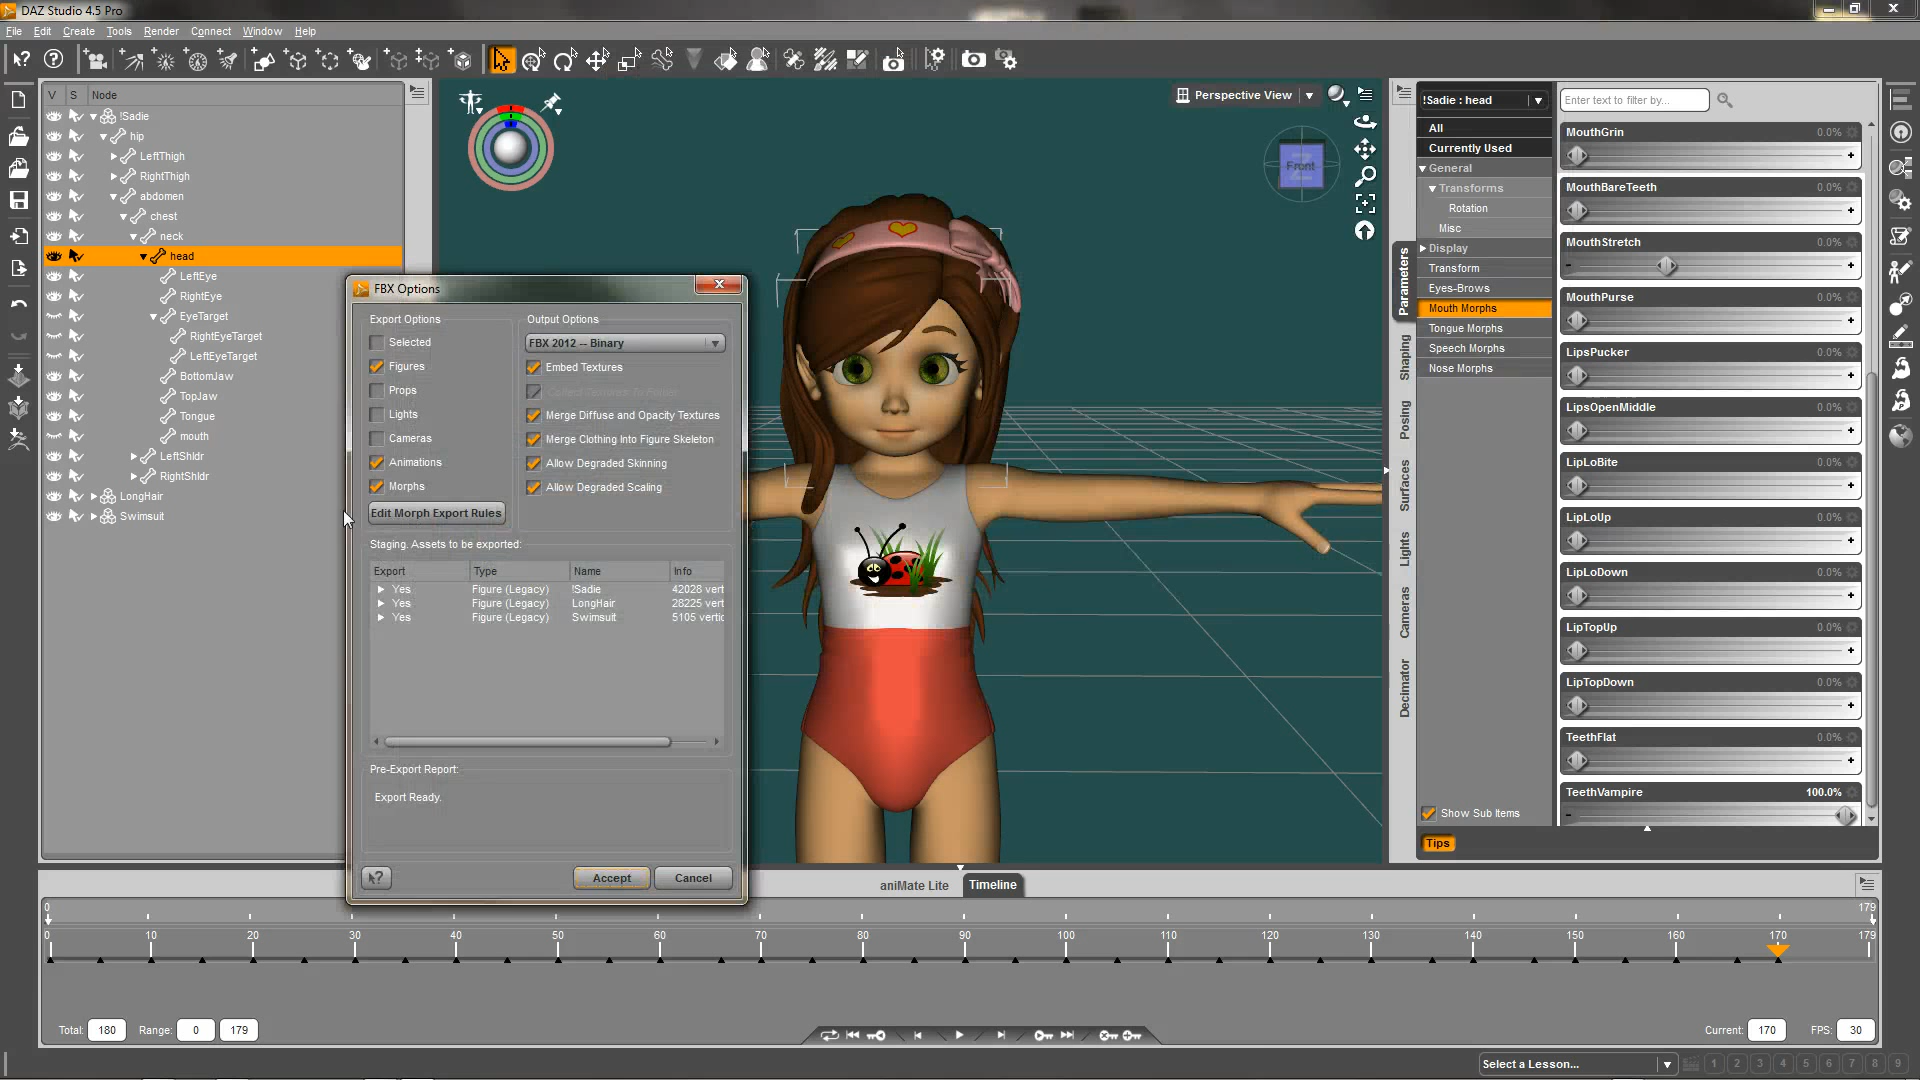 DAZ Studio 4.5 Pro
File Edit Create Tools Render Connect Window Help
V S Node
!Sadie
hip
LeftThigh
RightThigh
abdomen
chest
neck
head
LeftEye
RightEye
EyeTarget
RightEyeTarget
LeftEyeTarget
BottomJaw
TopJaw
Tongue
mouth
LeftShldr
RightShldr
LongHair
Swimsuit
Perspective View
Front
FBX Options
Export Options
Selected
Figures
Props
Lights
Cameras
Animations
Morphs
Edit Morph Export Rules
Output Options
FBX 2012 -- Binary
Embed Textures
Merge Diffuse and Opacity Textures
Merge Clothing Into Figure Skeleton
Allow Degraded Skinning
Allow Degraded Scaling
Staging. Assets to be exported:
Export Type Name Info
Yes Figure (Legacy) !Sadie 42028 vert
Yes Figure (Legacy) LongHair 28225 vert
Yes Figure (Legacy) Swimsuit 5105 vertic
Pre-Export Report:
Export Ready.
Accept Cancel
Parameters
Shaping
Posing
Surfaces
Lights
Cameras
Decimator
!Sadie : head
All
Currently Used
General
Transforms
Rotation
Misc
Display
Transform
Eyes-Brows
Mouth Morphs
Tongue Morphs
Speech Morphs
Nose Morphs
Show Sub Items
Tips
Enter text to filter by...
MouthGrin 0.0%
MouthBareTeeth 0.0%
MouthStretch 0.0%
MouthPurse 0.0%
LipsPucker 0.0%
LipsOpenMiddle 0.0%
LipLoBite 0.0%
LipLoUp 0.0%
LipLoDown 0.0%
LipTopUp 0.0%
LipTopDown 0.0%
TeethFlat 0.0%
TeethVampire 100.0%
aniMate Lite Timeline
0 179
0 10 20 30 40 50 60 70 80 90 100 110 120 130 140 150 160 170 179
Total: 180 Range: 0 179 Current: 170 FPS: 30
Select a Lesson... 1 2 3 4 5 6 7 8 9